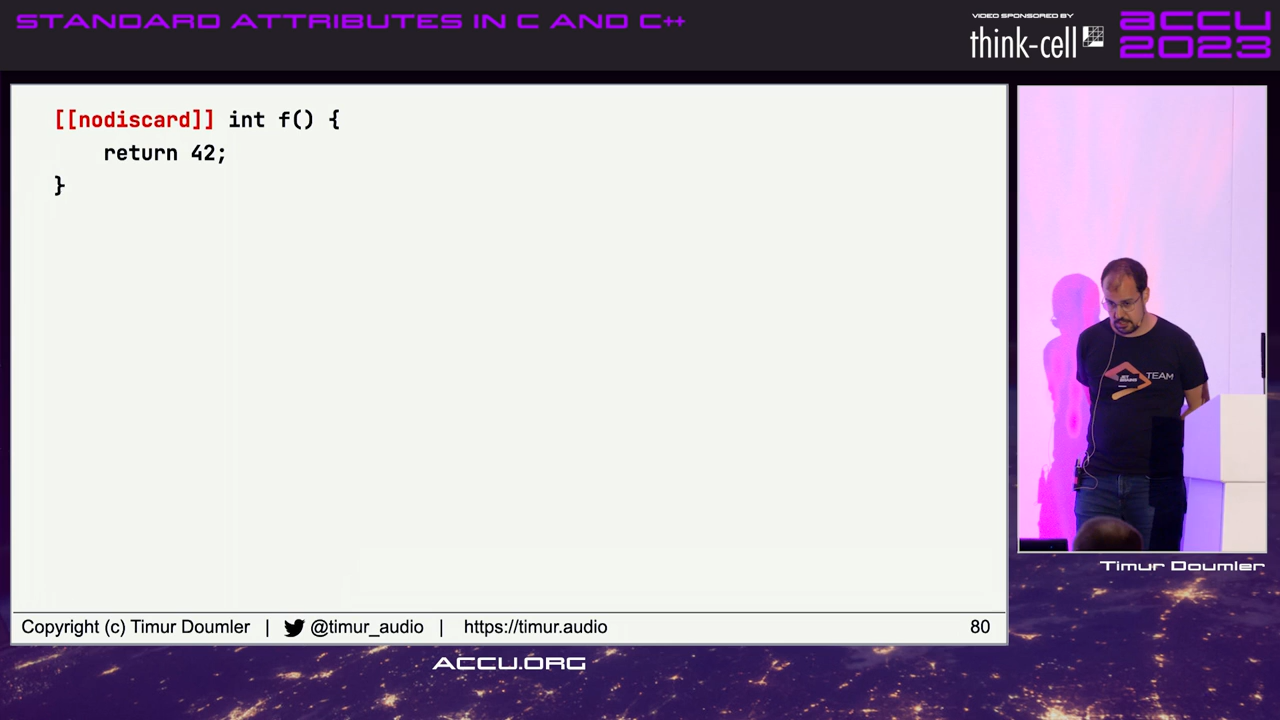 STANDARD ATTRIBUTES IN C AND C++
VIDEO SPONSORED BY
think-cell
ACCU
2023
[[nodiscard]] int f() {
    return 42;
}
TEAM
Copyright (c) Timur Doumler | @timur_audio | https://timur.audio
80
Timur Doumler
ACCU.ORG